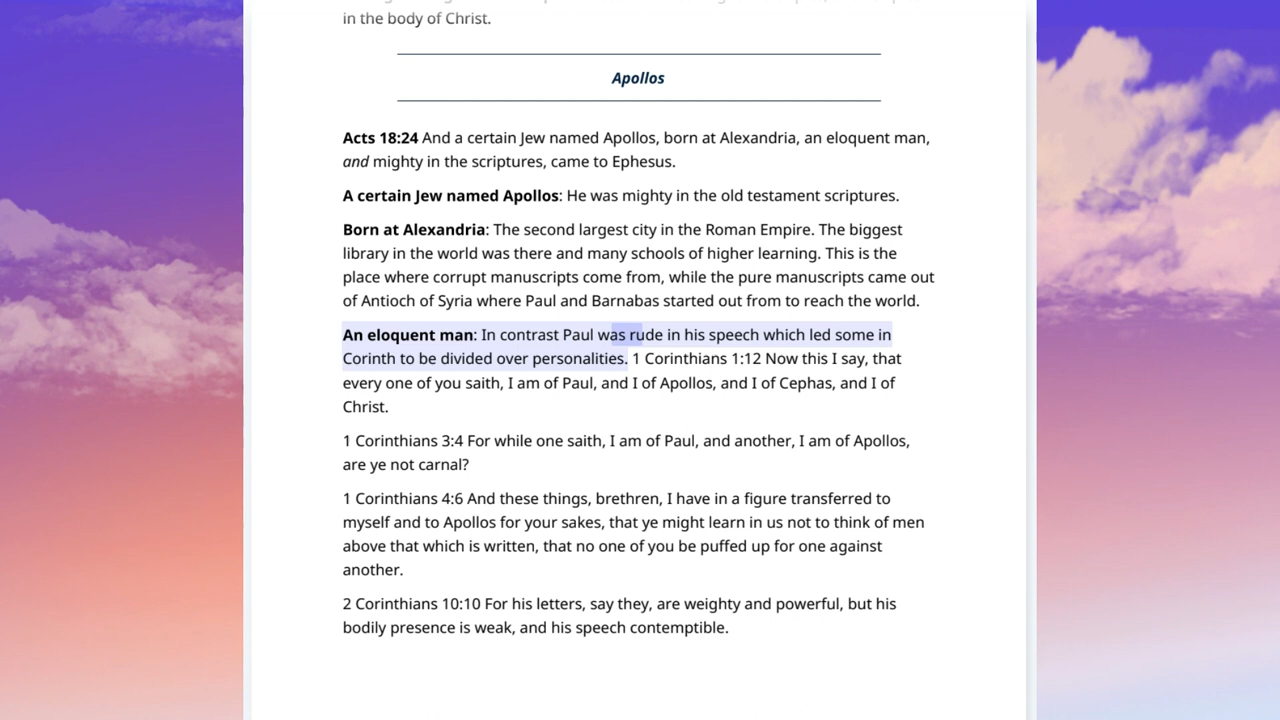 in the body of Christ.
Apollos
Acts 18:24 And a certain Jew named Apollos, born at Alexandria, an eloquent man,
and mighty in the scriptures, came to Ephesus.
A certain Jew named Apollos: He was mighty in the old testament scriptures.
Born at Alexandria: The second largest city in the Roman Empire. The biggest
library in the world was there and many schools of higher learning. This is the
place where corrupt manuscripts come from, while the pure manuscripts came out
of Antioch of Syria where Paul and Barnabas started out from to reach the world.
An eloquent man: In contrast Paul was rude in his speech which led some in
Corinth to be divided over personalities. 1 Corinthians 1:12 Now this I say, that
every one of you saith, I am of Paul, and I of Apollos, and I of Cephas, and I of
Christ.
1 Corinthians 3:4 For while one saith, I am of Paul, and another, I am of Apollos,
are ye not carnal?
1 Corinthians 4:6 And these things, brethren, I have in a figure transferred to
myself and to Apollos for your sakes, that ye might learn in us not to think of men
above that which is written, that no one of you be puffed up for one against
another.
2 Corinthians 10:10 For his letters, say they, are weighty and powerful, but his
bodily presence is weak, and his speech contemptible.